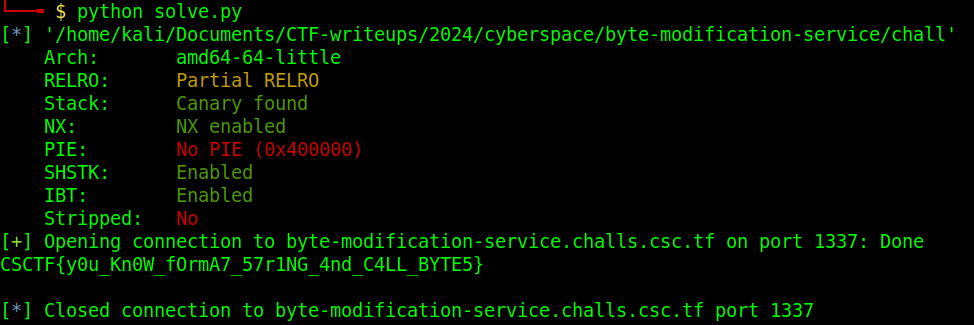 $ python solve.py
[*] '/home/kali/Documents/CTF-writeups/2024/cyberspace/byte-modification-service/chall'
Arch: amd64-64-little
RELRO: Partial RELRO
Stack: Canary found
NX: NX enabled
PIE: No PIE (0x400000)
SHSTK: Enabled
IBT: Enabled
Stripped: No
[+] Opening connection to byte-modification-service.challs.csc.tf on port 1337: Done
CSCTF{y0u_Kn0W_fOrmA7_57r1NG_4nd_C4LL_BYTE5}
[*] Closed connection to byte-modification-service.challs.csc.tf port 1337